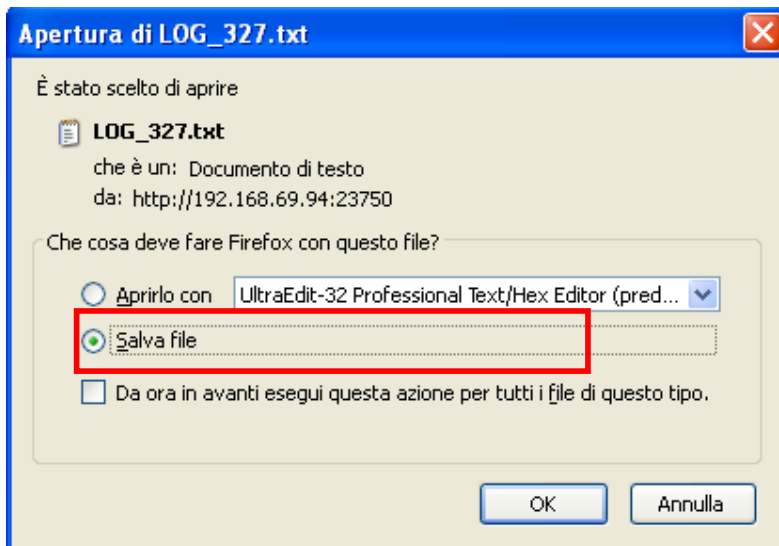 Apertura di LOG_327.txt
È stato scelto di aprire
LOG_327.txt
che è un: Documento di testo
da: http://192.168.69.94:23750
Che cosa deve fare Firefox con questo file?
Aprirlo con UltraEdit-32 Professional Text/Hex Editor (pred...
Salva file
Da ora in avanti esegui questa azione per tutti i file di questo tipo.
OK Annulla